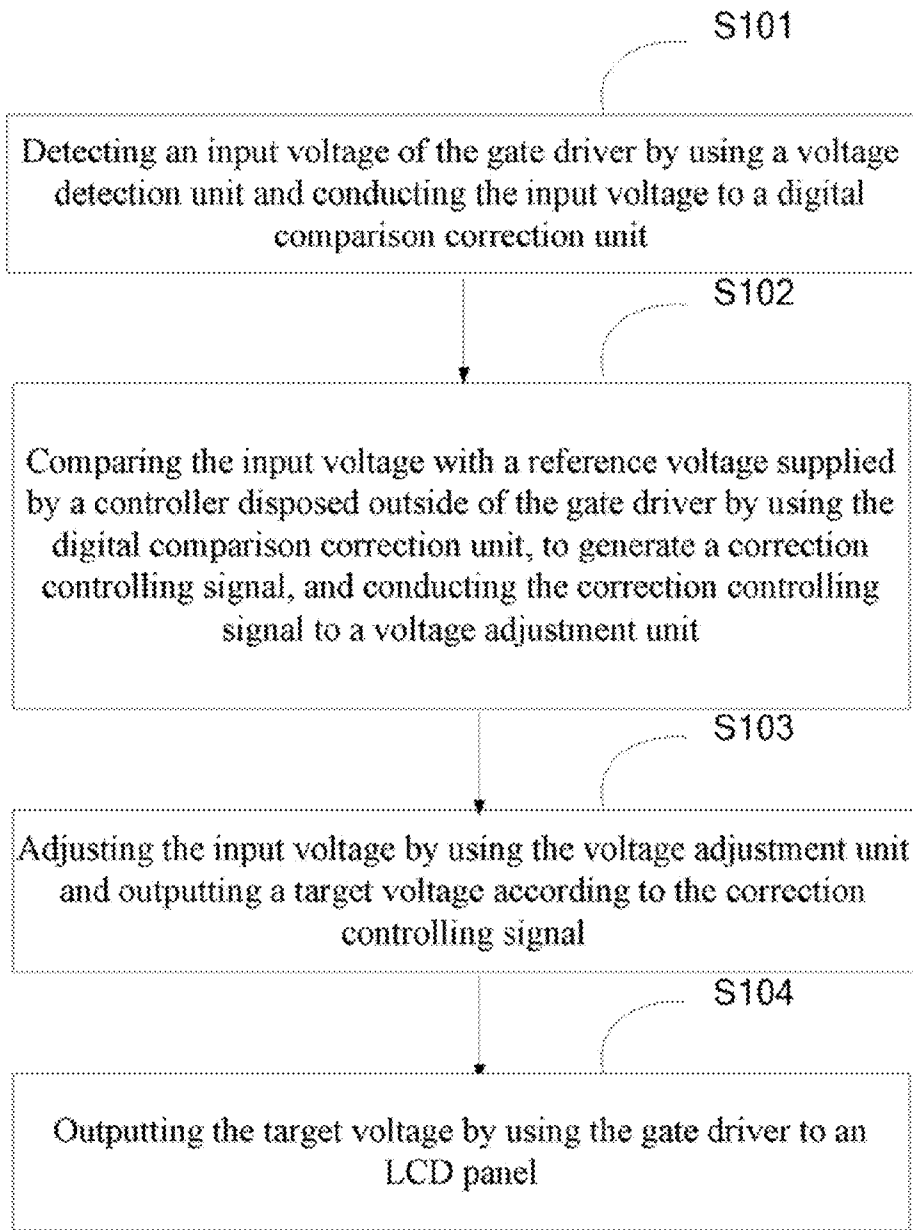 S101
Detecting an input voltage of the gate driver by using a voltage
detection unit and conducting the input voltage to a digital
comparison correction unit
S102
Comparing the input voltage with a reference voltage supplied
by a controller disposed outside of the gate driver by using the
digital comparison correction unit, to generate a correction
controlling signal, and conducting the correction controlling
signal to a voltage adjustment unit
S103
Adjusting the input voltage by using the voltage adjustment unit
and outputting a target voltage according to the correction
controlling signal
S104
Outputting the target voltage by using the gate driver to an
LCD panel